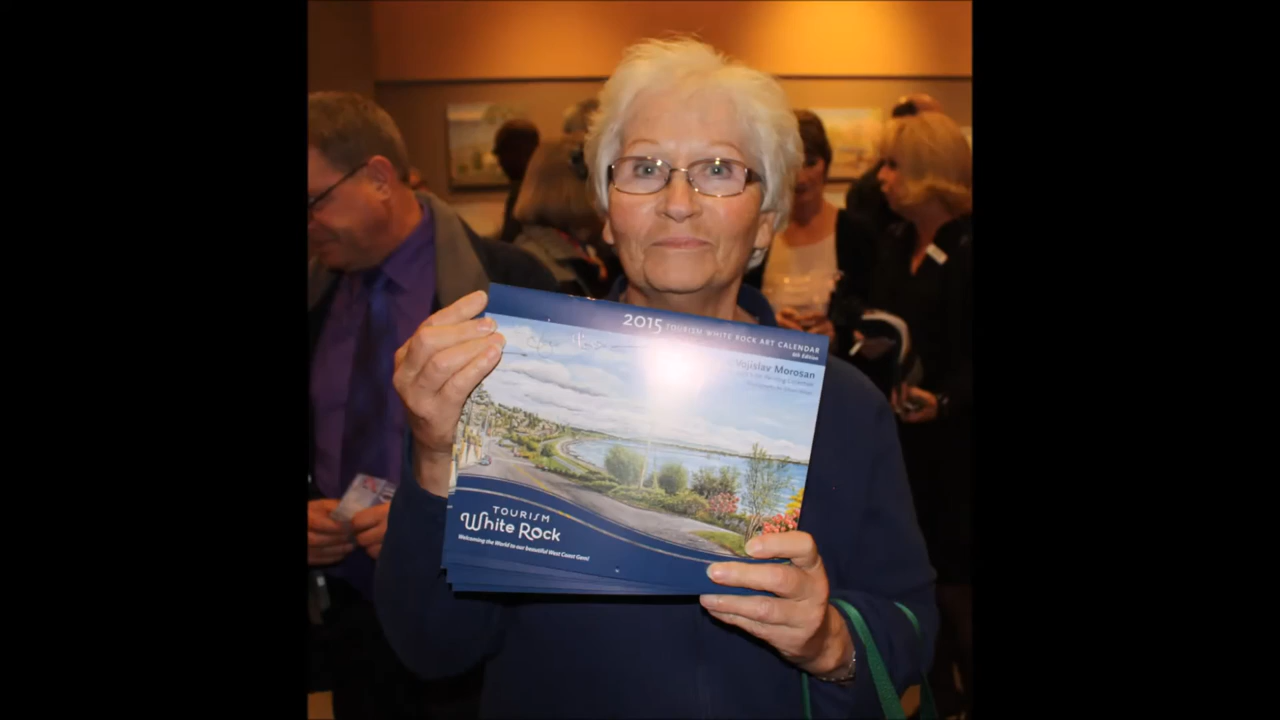 2015 TOURISM WHITE ROCK ART CALENDAR
6th Edition
Vojislav Morosan
TOURISM
White Rock
Welcoming the World to our beautiful West Coast Gem!